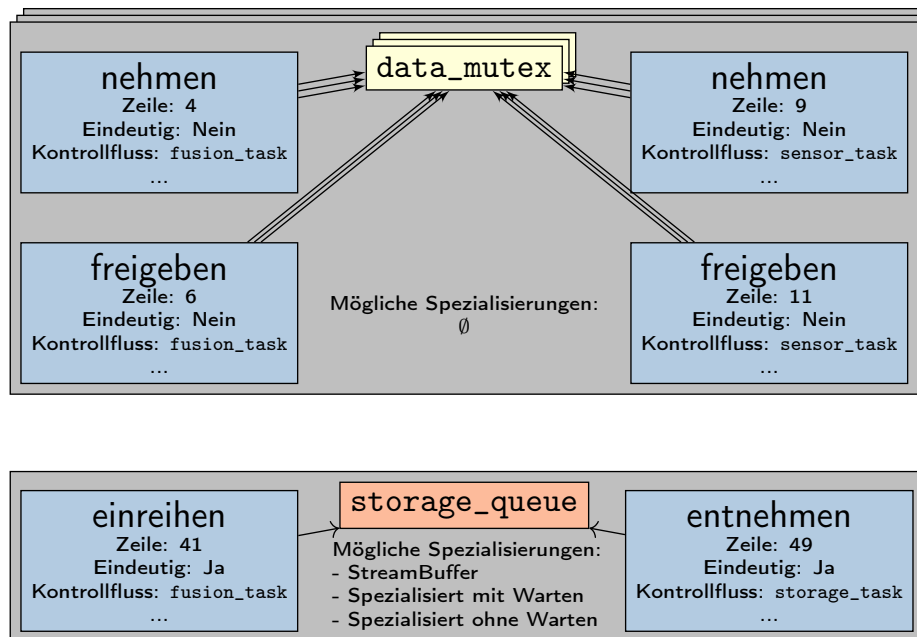 data_mutex
nehmen
Zeile: 4
Eindeutig: Nein
Kontrollfluss: fusion_task
...
nehmen
Zeile: 9
Eindeutig: Nein
Kontrollfluss: sensor_task
...
freigeben
Zeile: 6
Eindeutig: Nein
Kontrollfluss: fusion_task
...
Mögliche Spezialisierungen:
∅
freigeben
Zeile: 11
Eindeutig: Nein
Kontrollfluss: sensor_task
...
storage_queue
einreihen
Zeile: 41
Eindeutig: Ja
Kontrollfluss: fusion_task
...
Mögliche Spezialisierungen:
- StreamBuffer
- Spezialisiert mit Warten
- Spezialisiert ohne Warten
entnehmen
Zeile: 49
Eindeutig: Ja
Kontrollfluss: storage_task
...